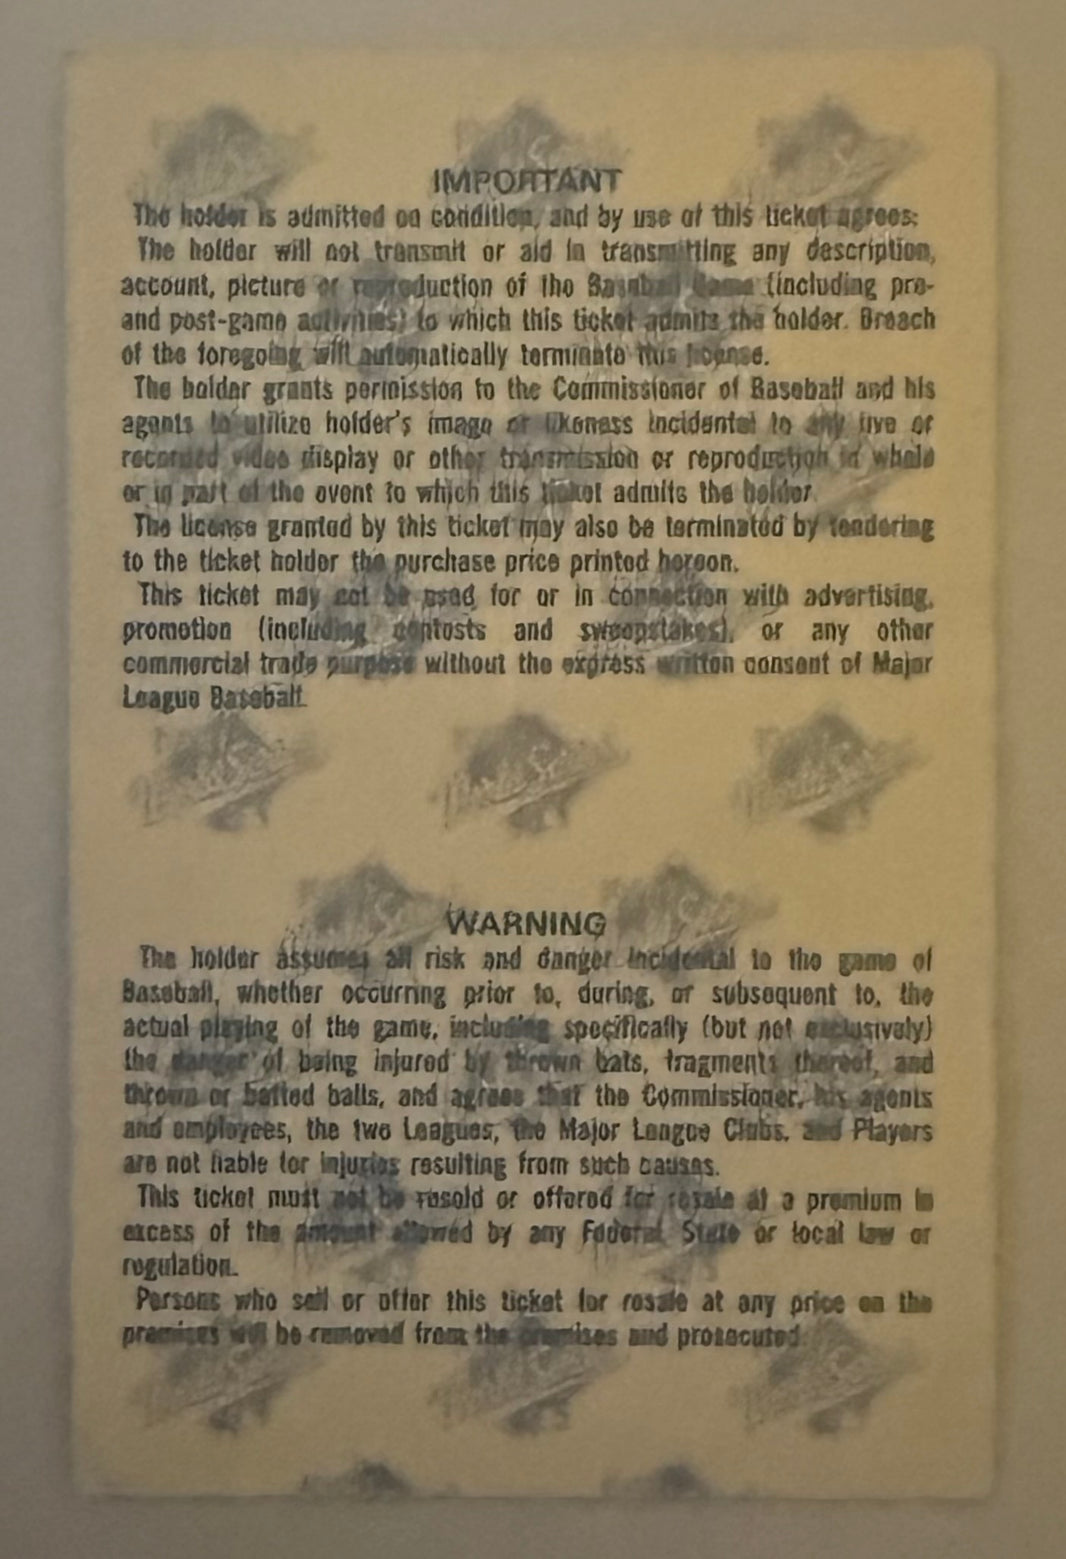 IMPORTANT
The holder is admitted on condition, and by use of this ticket agrees:
The holder will not transmit or aid in transmitting any description,
account, picture or reproduction of the Baseball Game (including pre-
and post-game activities) to which this ticket admits the holder. Breach
of the foregoing will automatically terminate this license.
The holder grants permission to the Commissioner of Baseball and his
agents to utilize holder's image or likeness incidental to any live or
recorded video display or other transmission or reproduction in whole
or in part of the event to which this ticket admits the holder.
The license granted by this ticket may also be terminated by tendering
to the ticket holder the purchase price printed hereon.
This ticket may not be used for or in connection with advertising,
promotion (including contests and sweepstakes), or any other
commercial trade purpose without the express written consent of Major
League Baseball.
WARNING
The holder assumes all risk and danger incidental to the game of
Baseball, whether occurring prior to, during, or subsequent to, the
actual playing of the game, including specifically (but not exclusively)
the danger of being injured by thrown bats, fragments thereof, and
thrown or batted balls, and agrees that the Commissioner, his agents
and employees, the two Leagues, the Major League Clubs, and Players
are not liable for injuries resulting from such causes.
This ticket must not be resold or offered for resale at a premium in
excess of the amount allowed by any Federal State or local law or
regulation.
Persons who sell or offer this ticket for resale at any price on the
premises will be removed from the premises and prosecuted.